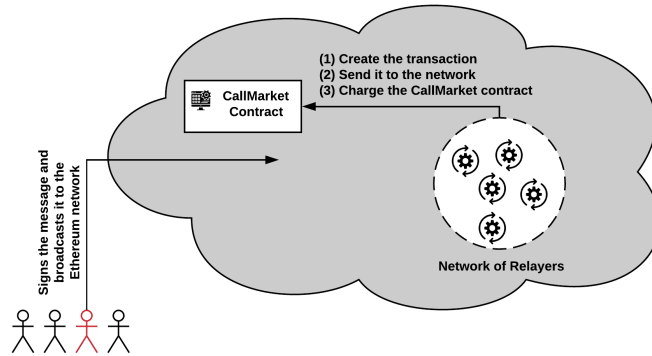 (1) Create the transaction
(2) Send it to the network
(3) Charge the CallMarket contract
CallMarket
Contract
Signs the message and
broadcasts it to the
Ethereum network
Network of Relayers